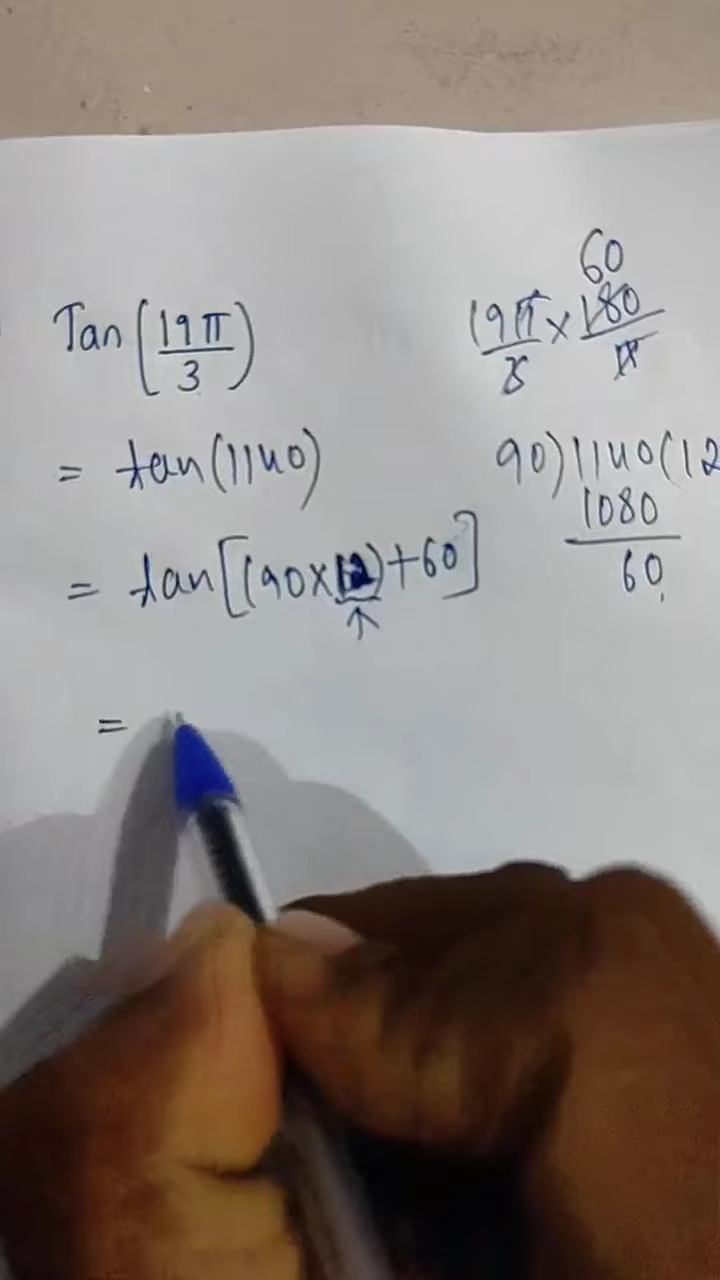 Tan(19π/3)
= tan(1140)
= tan[(90×12)+60]
↑
=
60
19π/3 × 180/π
90)1140(12
1080
60